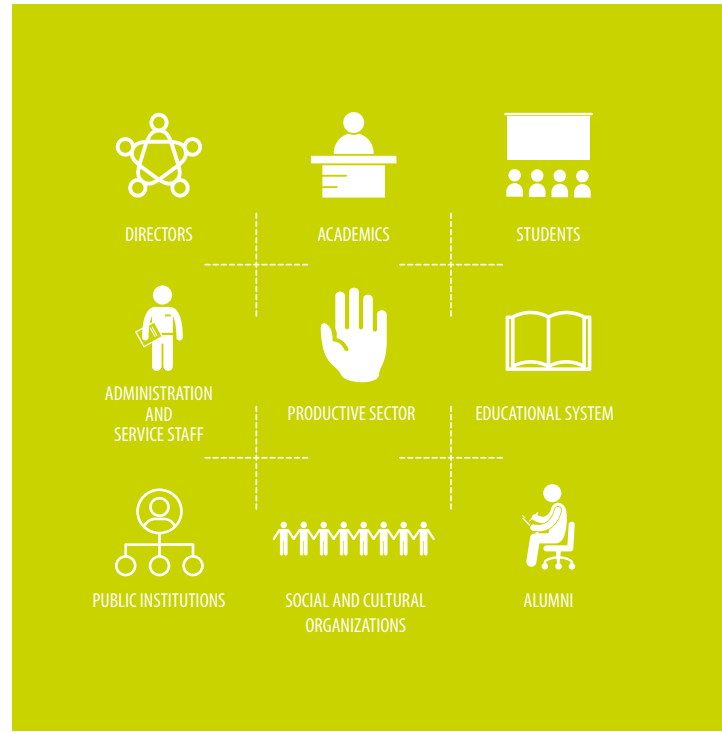 DIRECTORS
ACADEMICS
STUDENTS
ADMINISTRATION
AND
SERVICE STAFF
PRODUCTIVE SECTOR
EDUCATIONAL SYSTEM
PUBLIC INSTITUTIONS
SOCIAL AND CULTURAL
ORGANIZATIONS
ALUMNI